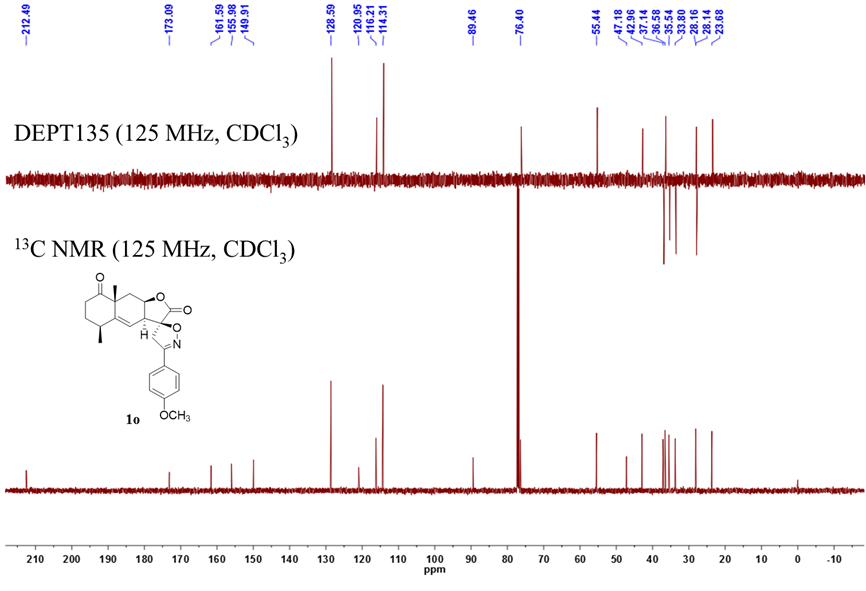 212.49 173.09 161.59 155.98 149.91 128.59 120.95 116.21 114.31 89.46 76.40 55.44 47.18 42.96 37.14 36.58 35.54 33.80 28.16 28.14 23.68
DEPT135 (125 MHz, CDCl₃)
¹³C NMR (125 MHz, CDCl₃)
O
O
O
H
O
N
OCH₃
1o
210 200 190 180 170 160 150 140 130 120 110 100 90 80 70 60 50 40 30 20 10 0 -10
ppm